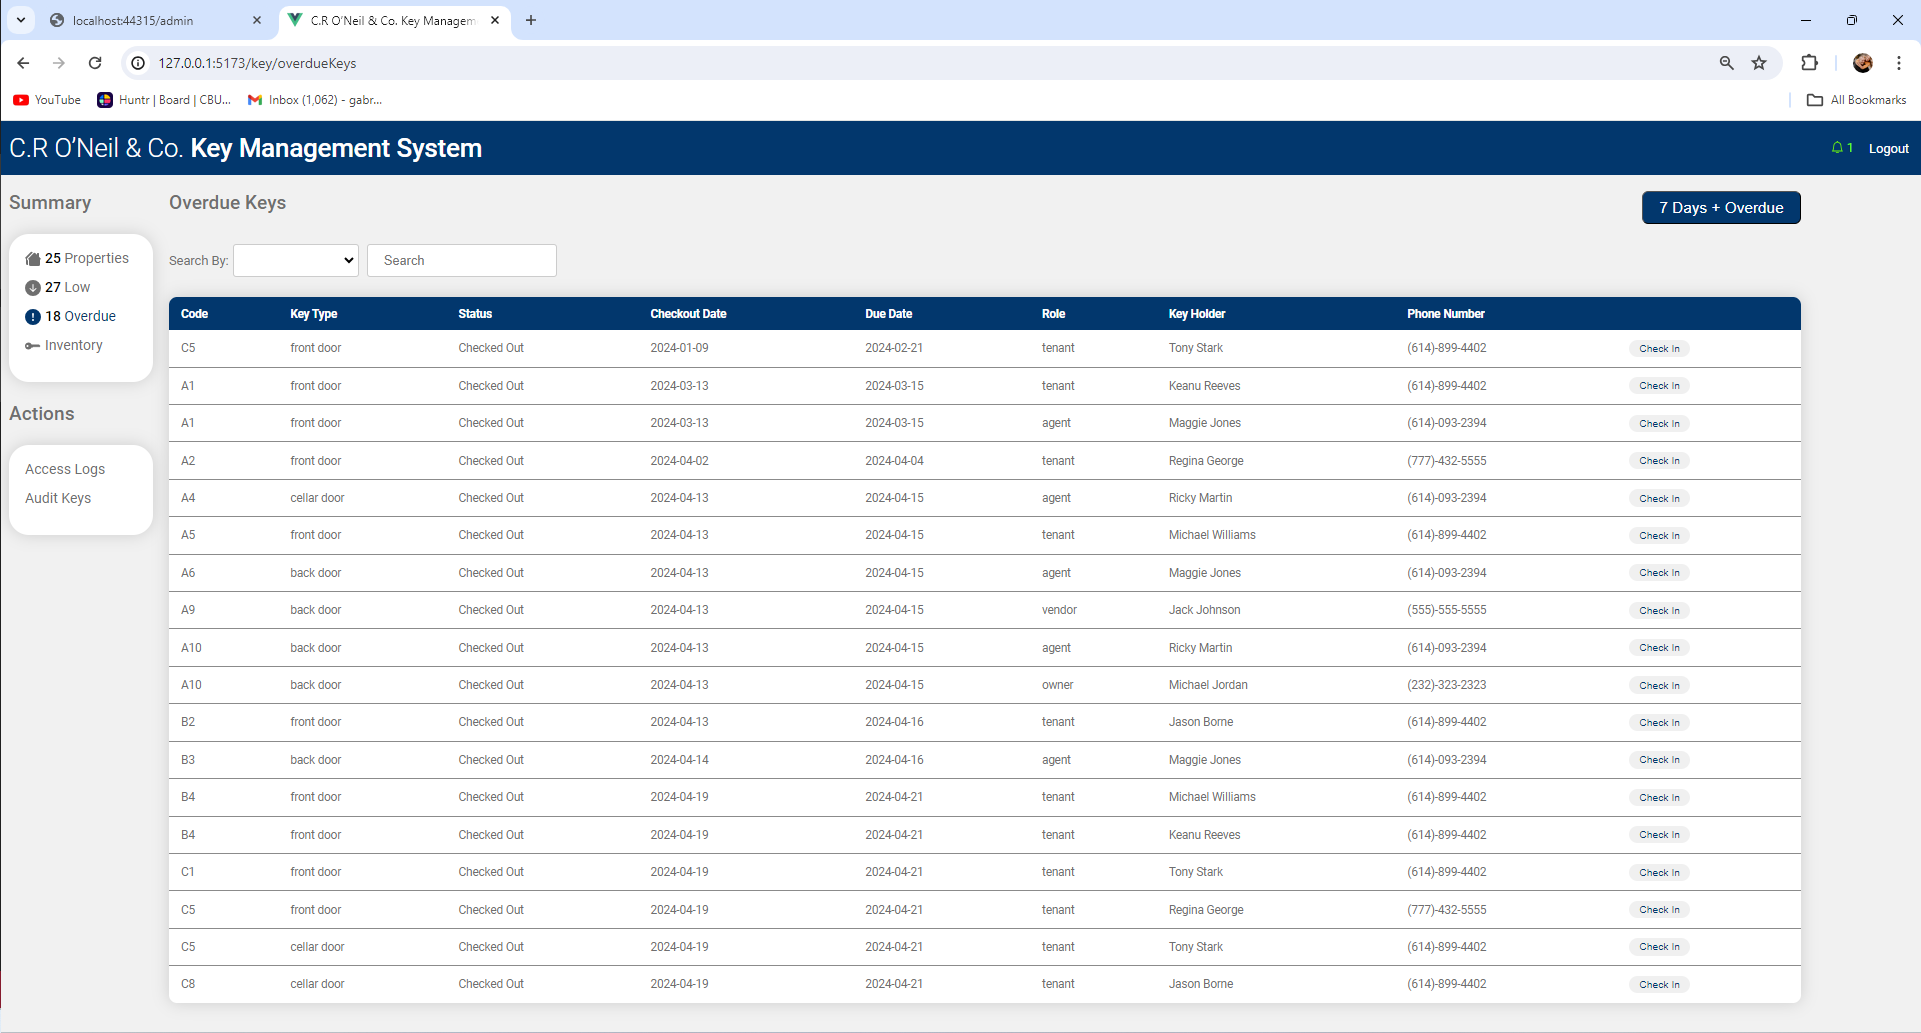 localhost:44315/admin
C.R O'Neil & Co. Key Managem
127.0.0.1:5173/key/overdueKeys
YouTube
Huntr | Board | CBU...
Inbox (1,062) - gabr...
All Bookmarks
C.R O'Neil & Co. Key Management System
1 Logout
Summary
25 Properties
27 Low
18 Overdue
Inventory
Actions
Access Logs
Audit Keys
Overdue Keys
7 Days + Overdue
Search By: Search
Code Key Type Status Checkout Date Due Date Role Key Holder Phone Number
C5 front door Checked Out 2024-01-09 2024-02-21 tenant Tony Stark (614)-899-4402 Check In
A1 front door Checked Out 2024-03-13 2024-03-15 tenant Keanu Reeves (614)-899-4402 Check In
A1 front door Checked Out 2024-03-13 2024-03-15 agent Maggie Jones (614)-093-2394 Check In
A2 front door Checked Out 2024-04-02 2024-04-04 tenant Regina George (777)-432-5555 Check In
A4 cellar door Checked Out 2024-04-13 2024-04-15 agent Ricky Martin (614)-093-2394 Check In
A5 front door Checked Out 2024-04-13 2024-04-15 tenant Michael Williams (614)-899-4402 Check In
A6 back door Checked Out 2024-04-13 2024-04-15 agent Maggie Jones (614)-093-2394 Check In
A9 back door Checked Out 2024-04-13 2024-04-15 vendor Jack Johnson (555)-555-5555 Check In
A10 back door Checked Out 2024-04-13 2024-04-15 agent Ricky Martin (614)-093-2394 Check In
A10 back door Checked Out 2024-04-13 2024-04-15 owner Michael Jordan (232)-323-2323 Check In
B2 front door Checked Out 2024-04-13 2024-04-16 tenant Jason Borne (614)-899-4402 Check In
B3 back door Checked Out 2024-04-14 2024-04-16 agent Maggie Jones (614)-093-2394 Check In
B4 front door Checked Out 2024-04-19 2024-04-21 tenant Michael Williams (614)-899-4402 Check In
B4 front door Checked Out 2024-04-19 2024-04-21 tenant Keanu Reeves (614)-899-4402 Check In
C1 front door Checked Out 2024-04-19 2024-04-21 tenant Tony Stark (614)-899-4402 Check In
C5 front door Checked Out 2024-04-19 2024-04-21 tenant Regina George (777)-432-5555 Check In
C5 cellar door Checked Out 2024-04-19 2024-04-21 tenant Tony Stark (614)-899-4402 Check In
C8 cellar door Checked Out 2024-04-19 2024-04-21 tenant Jason Borne (614)-899-4402 Check In